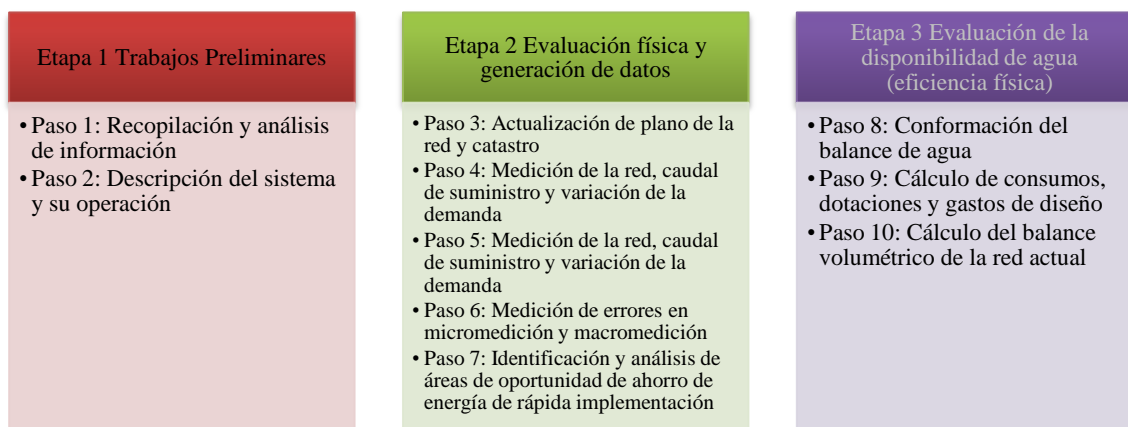 Etapa 1 Trabajos Preliminares
• Paso 1: Recopilación y análisis
de información
• Paso 2: Descripción del sistema
y su operación
Etapa 2 Evaluación física y
generación de datos
• Paso 3: Actualización de plano de la
red y catastro
• Paso 4: Medición de la red, caudal
de suministro y variación de la
demanda
• Paso 5: Medición de la red, caudal
de suministro y variación de la
demanda
• Paso 6: Medición de errores en
micromedición y macromedición
• Paso 7: Identificación y análisis de
áreas de oportunidad de ahorro de
energía de rápida implementación
Etapa 3 Evaluación de la
disponibilidad de agua
(eficiencia física)
• Paso 8: Conformación del
balance de agua
• Paso 9: Cálculo de consumos,
dotaciones y gastos de diseño
• Paso 10: Cálculo del balance
volumétrico de la red actual